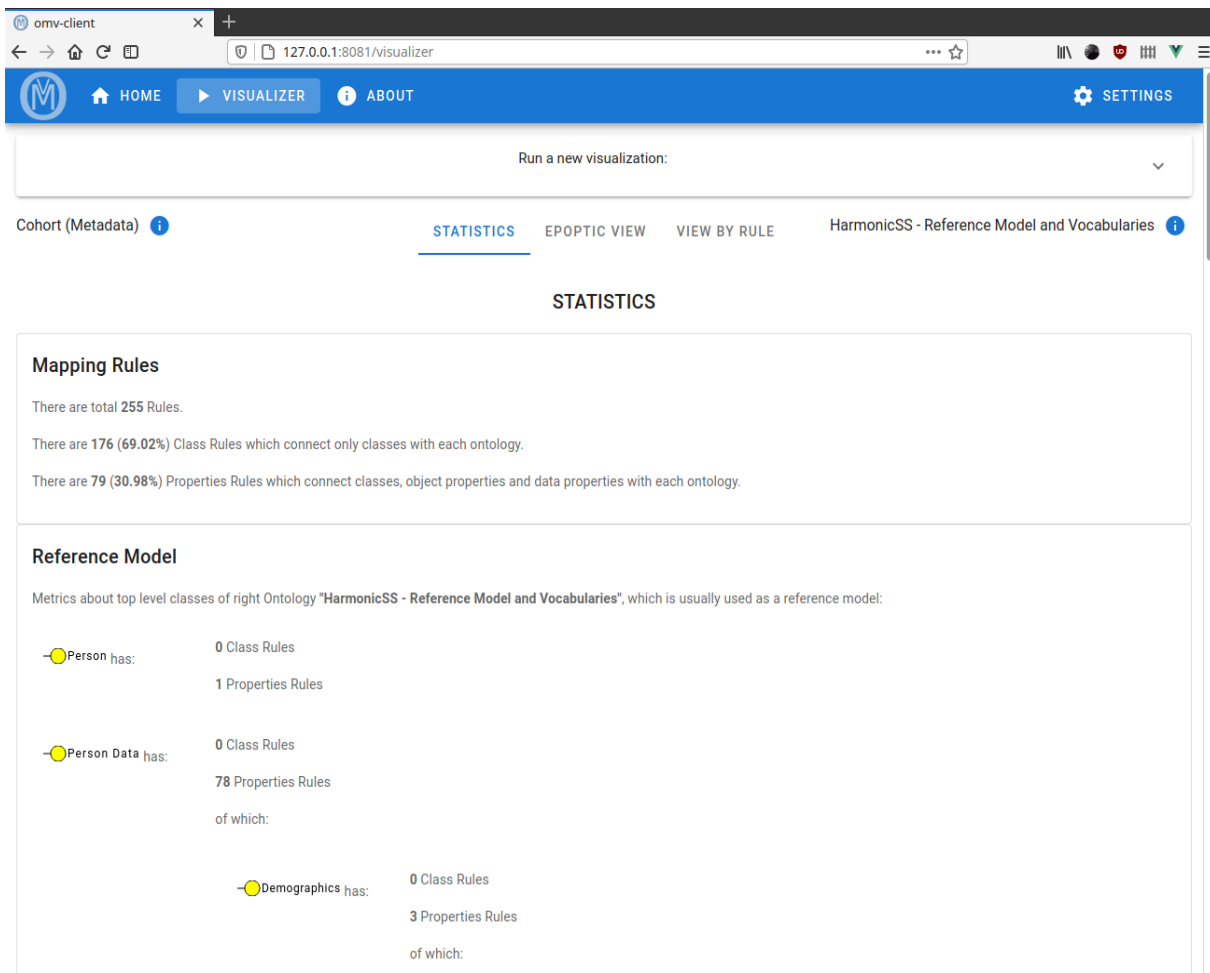 omv-client
127.0.0.1:8081/visualizer
HOME VISUALIZER ABOUT SETTINGS
Run a new visualization:
Cohort (Metadata) STATISTICS EPOPTIC VIEW VIEW BY RULE HarmonicSS - Reference Model and Vocabularies
STATISTICS
Mapping Rules
There are total 255 Rules.
There are 176 (69.02%) Class Rules which connect only classes with each ontology.
There are 79 (30.98%) Properties Rules which connect classes, object properties and data properties with each ontology.
Reference Model
Metrics about top level classes of right Ontology "HarmonicSS - Reference Model and Vocabularies", which is usually used as a reference model:
Person has: 0 Class Rules
1 Properties Rules
Person Data has: 0 Class Rules
78 Properties Rules
of which:
Demographics has: 0 Class Rules
3 Properties Rules
of which: